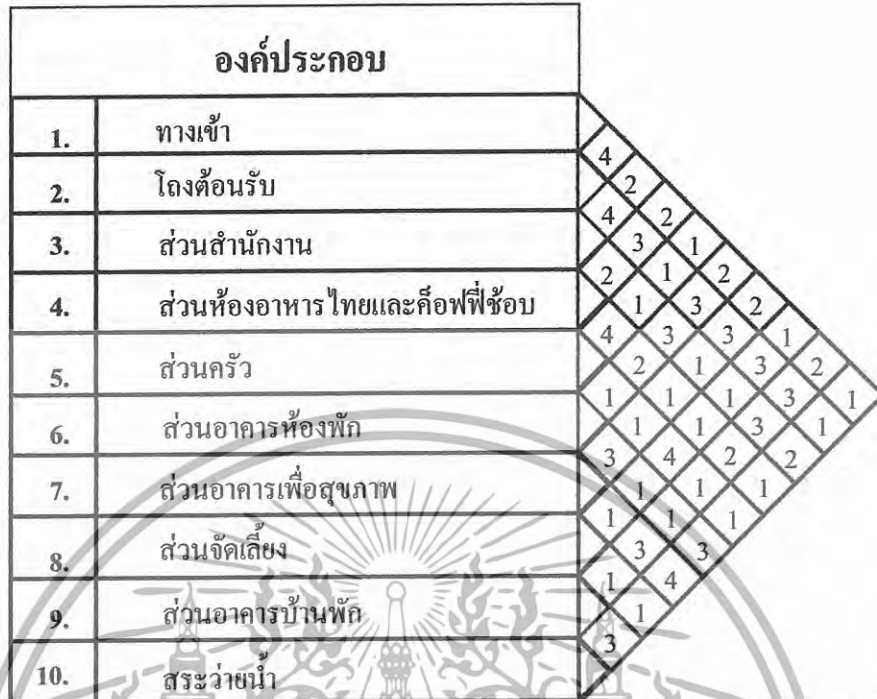 องค์ประกอบ
1. ทางเข้า
4
2
2. โถงต้อนรับ
4 2
3 1
3. ส่วนสำนักงาน
2 1 2
1 3 2
4. ส่วนห้องอาหารไทยและค็อฟฟี่ช้อบ
4 3 3 1
2 1 3 2
5. ส่วนครัว
1 1 1 3 1
1 1 3 1
6. ส่วนอาคารห้องพัก
3 4 2 2
1 1 1
7. ส่วนอาคารเพื่อสุขภาพ
1 1 1
3 3
8. ส่วนจัดเลี้ยง
1 4
1
9. ส่วนอาคารบ้านพัก
3
10. สระว่ายน้ำ